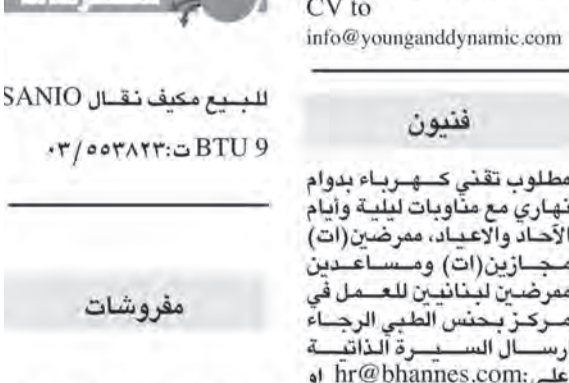 CV to
info@younganddynamic.com
فنيون
مطلوب تقني كهرباء بدوام
نهاري مع مناوبات ليلية وأيام
الآحاد والاعياد، ممرضين(ات)
مجازين(ات) ومساعدين
ممرضين لبنانيين للعمل في
مركز بحنس الطبي الرجاء
ارسال السيرة الذاتية
على:hr@bhannes.com او
للبيع مكيف نقال SANIO
9 BTU ت:٠٣/٥٥٣٨٢٣
مفروشات